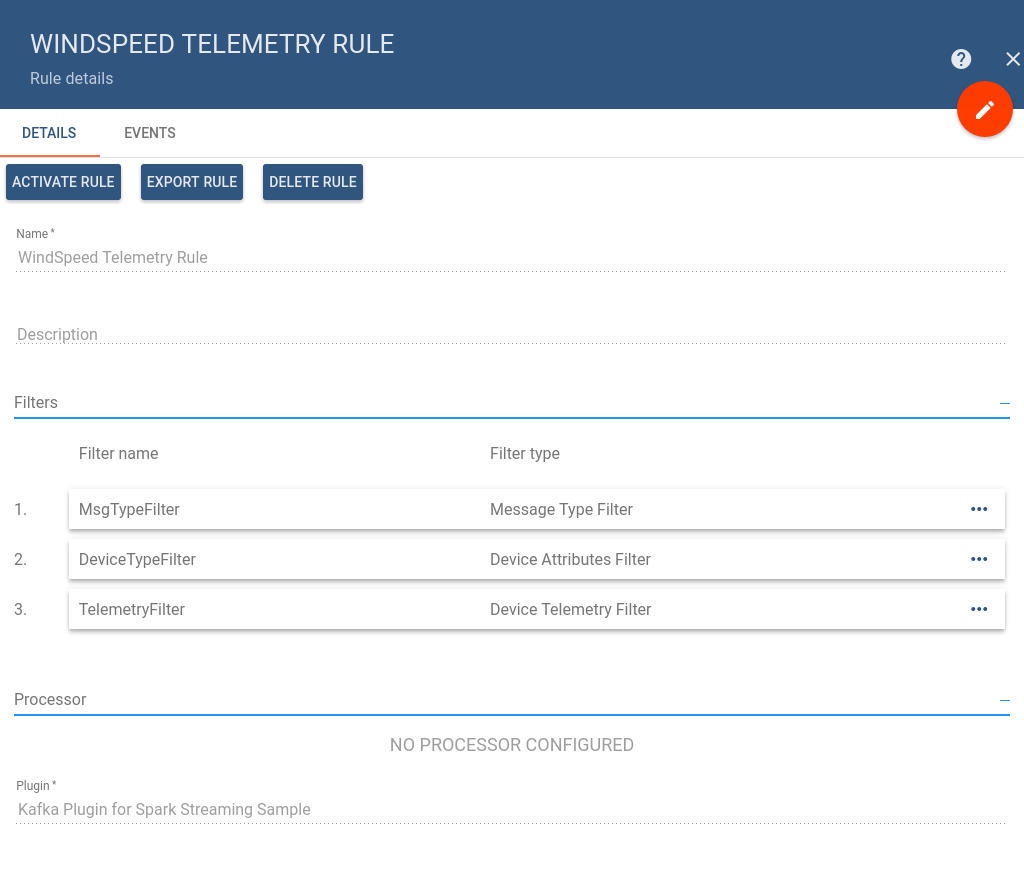 WINDSPEED TELEMETRY RULE
Rule details
DETAILS EVENTS
ACTIVATE RULE EXPORT RULE DELETE RULE
Name *
WindSpeed Telemetry Rule
Description
Filters
Filter name Filter type
1. MsgTypeFilter Message Type Filter
2. DeviceTypeFilter Device Attributes Filter
3. TelemetryFilter Device Telemetry Filter
Processor
NO PROCESSOR CONFIGURED
Plugin *
Kafka Plugin for Spark Streaming Sample